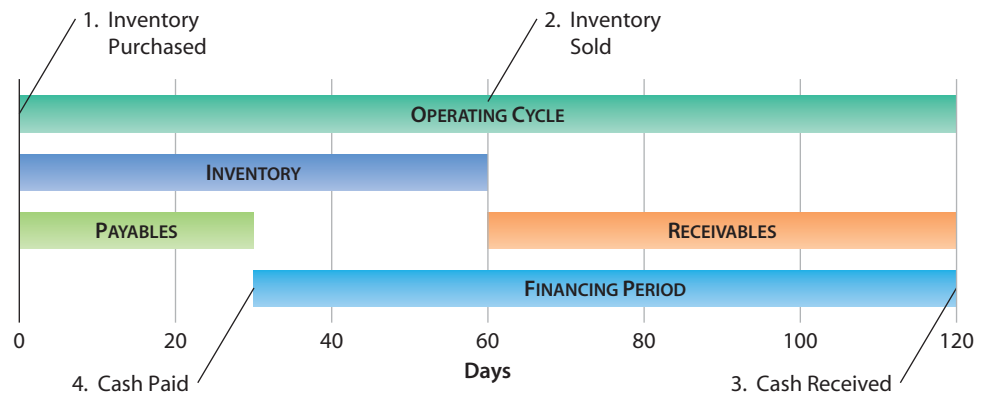 1. Inventory
Purchased
2. Inventory
Sold
OPERATING CYCLE
INVENTORY
PAYABLES
RECEIVABLES
FINANCING PERIOD
0 20 40 60 80 100 120
Days
4. Cash Paid
3. Cash Received